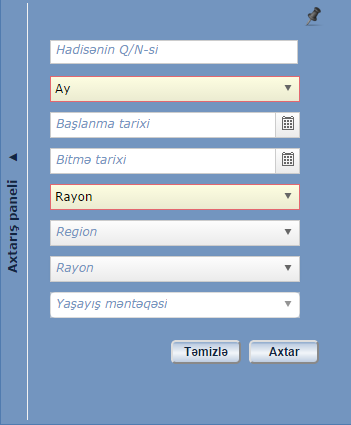 Hadisənin Q/N-si
Ay
Başlanma tarixi
Bitmə tarixi
Rayon
Region
Rayon
Yaşayış məntəqəsi
Təmizlə
Axtar
Axtarış paneli